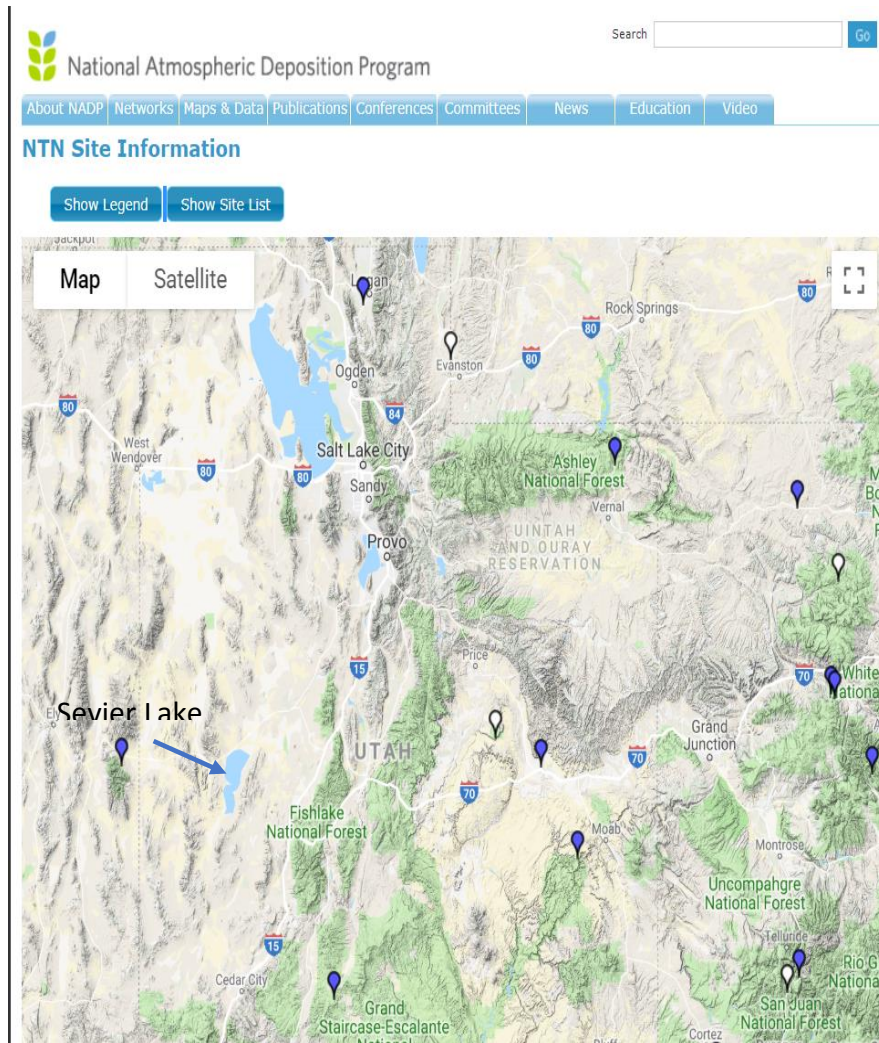 Search
Go
National Atmospheric Deposition Program
About NADP Networks Maps & Data Publications Conferences Committees News Education Video
NTN Site Information
Show Legend Show Site List
Jackpot
Map Satellite
Logan
80
Rock Springs
80
Evanston
80
Ogden
80
84
West
Wendover
Salt Lake City
80
80
Sandy
Ashley
National Forest
Vernal
Provo
UINTAH
AND OURAY
RESERVATION
15
Price
70
White
Sevier Lake
Grand
Junction
UTAH
70
70
Fishlake
National Forest
Moab
Montrose
Uncompahgre
National Forest
15
Telluride
Cedar City
Grand
Staircase-Escalante
National
San Juan
National Forest
Cortez